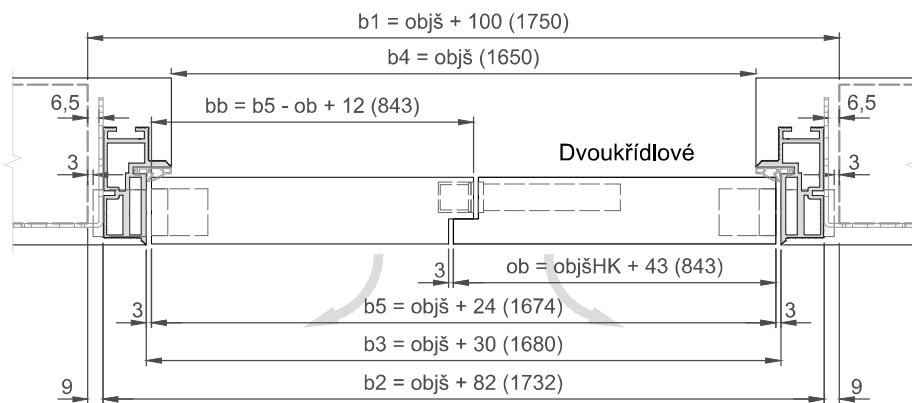 b1 = objš + 100 (1750)
b4 = objš (1650)
6,5
bb = b5 - ob + 12 (843)
6,5
Dvoukřídlové
3
3
3
ob = objšHK + 43 (843)
3
b5 = objš + 24 (1674)
3
b3 = objš + 30 (1680)
9
b2 = objš + 82 (1732)
9